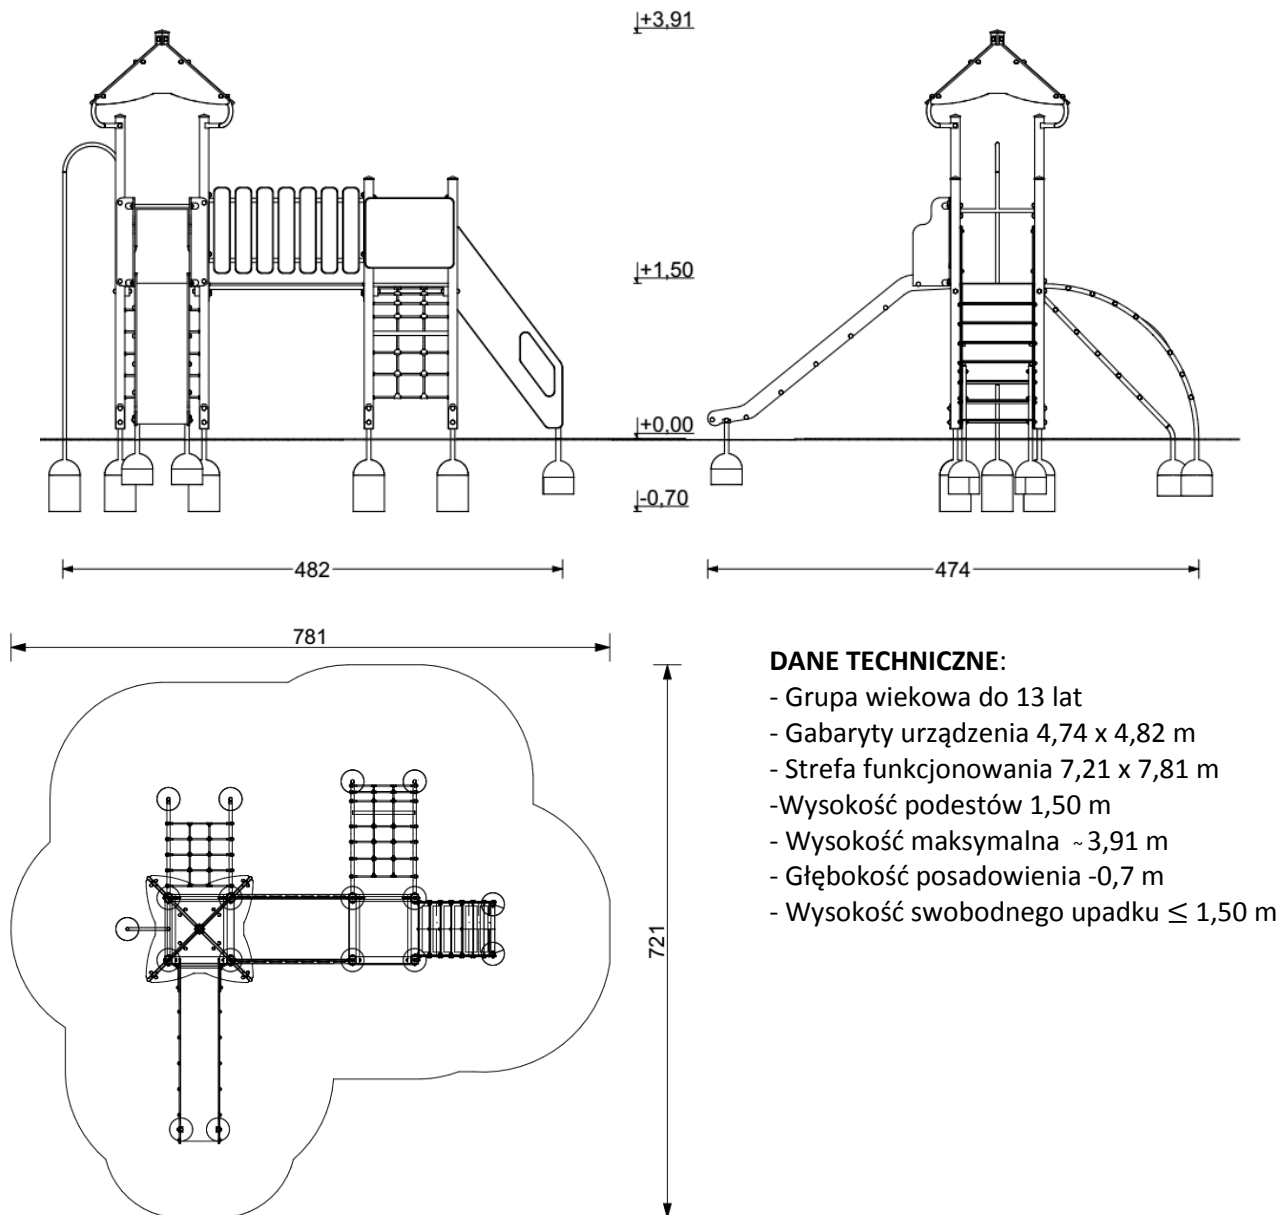 +3,91
+1,50
+0,00
-0,70
482
474
781
721
DANE TECHNICZNE:
- Grupa wiekowa do 13 lat
- Gabaryty urządzenia 4,74 x 4,82 m
- Strefa funkcjonowania 7,21 x 7,81 m
-Wysokość podestów 1,50 m
- Wysokość maksymalna ~ 3,91 m
- Głębokość posadowienia -0,7 m
- Wysokość swobodnego upadku ≤ 1,50 m